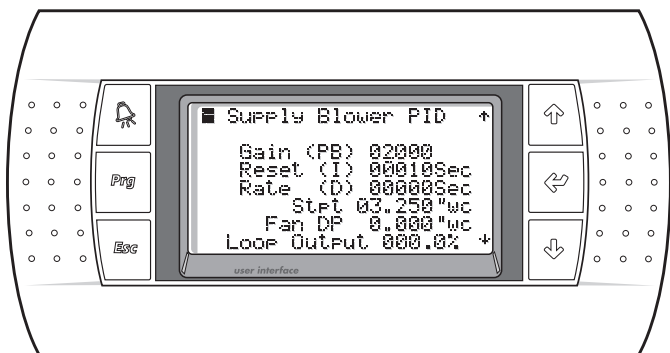 Supply Blower PID
Gain (PB) 02000
Reset (I) 00010Sec
Rate (D) 00000Sec
Stpt 03.250"wc
Fan DP 0.000"wc
Loop Output 000.0%
Prg
Esc
user interface